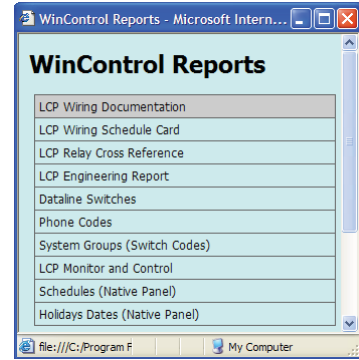 WinControl Reports - Microsoft Intern...
WinControl Reports
LCP Wiring Documentation
LCP Wiring Schedule Card
LCP Relay Cross Reference
LCP Engineering Report
Dataline Switches
Phone Codes
System Groups (Switch Codes)
LCP Monitor and Control
Schedules (Native Panel)
Holidays Dates (Native Panel)
file:///C:/Program F
My Computer